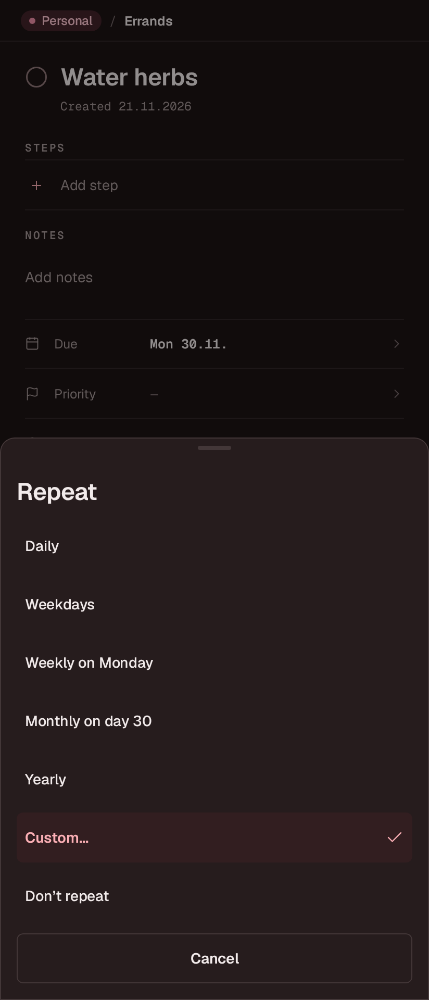 Personal / Errands
Water herbs
Created 21.11.2026
STEPS
+ Add step
NOTES
Add notes
Due Mon 30.11.
Priority –
Repeat
Daily
Weekdays
Weekly on Monday
Monthly on day 30
Yearly
Custom…
Don’t repeat
Cancel